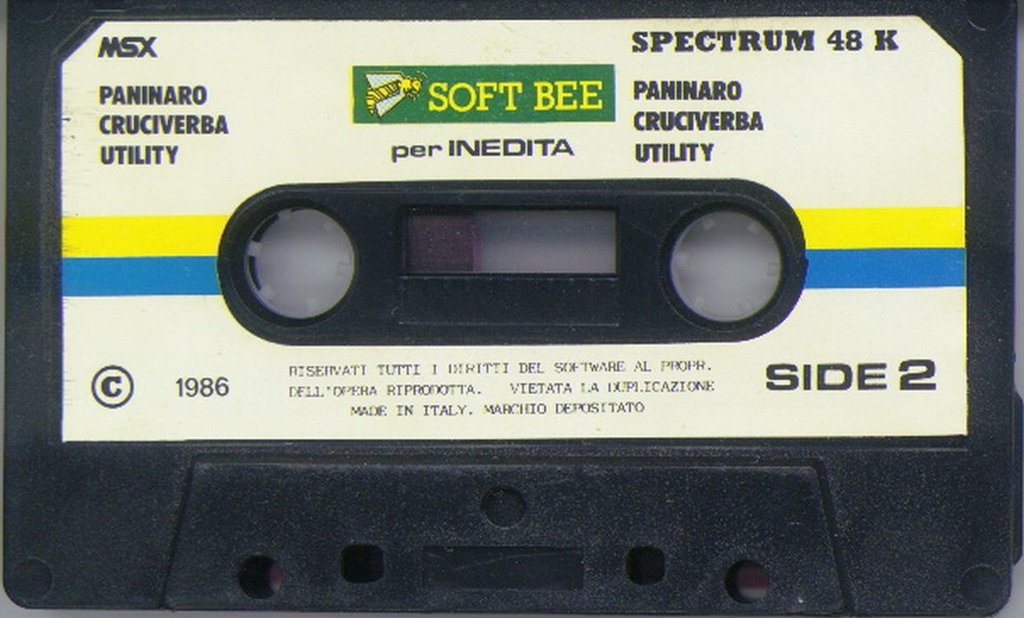 MSX
PANINARO
CRUCIVERBA
UTILITY
SOFT BEE
per INEDITA
SPECTRUM 48 K
PANINARO
CRUCIVERBA
UTILITY
© 1986
RISERVATI TUTTI I DIRITTI DEL SOFTWARE AL PROPR.
DELL'OPERA RIPRODOTTA. VIETATA LA DUPLICAZIONE
MADE IN ITALY. MARCHIO DEPOSITATO
SIDE 2